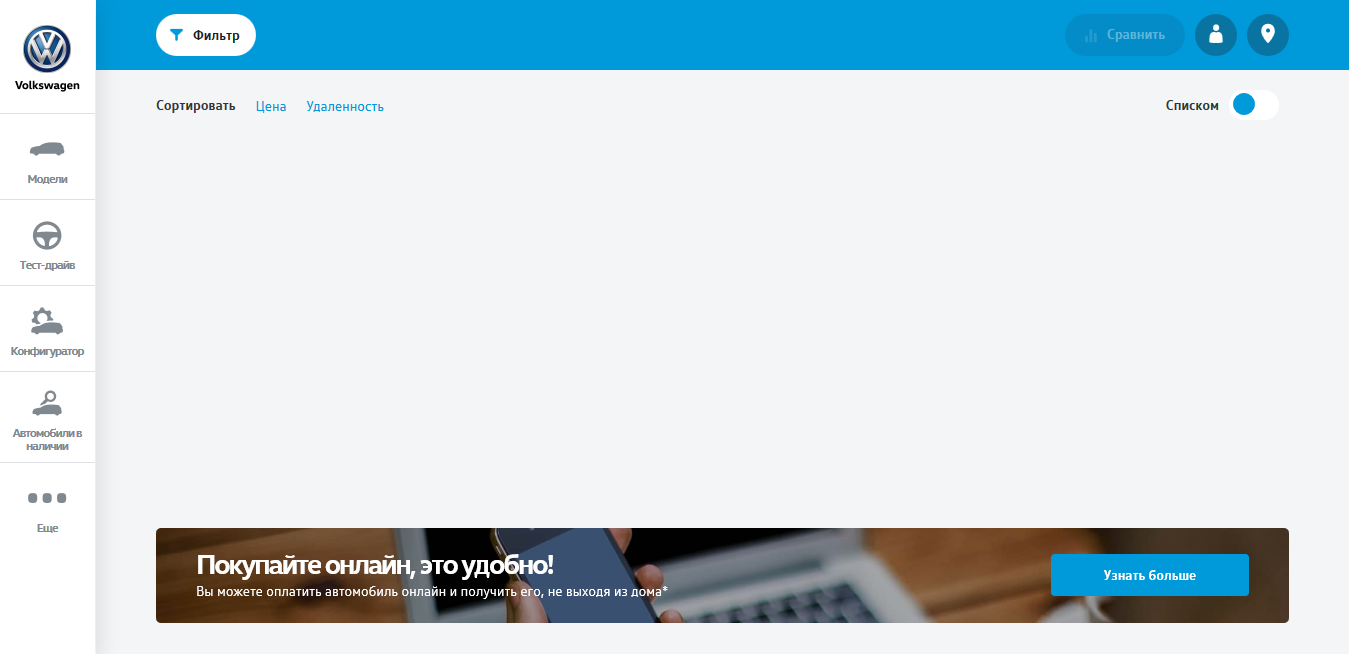 Volkswagen
Модели
Тест-драйв
Конфигуратор
Автомобили в
наличии
Еще
Фильтр
Сравнить
Сортировать Цена Удаленность
Списком
Покупайте онлайн, это удобно!
Вы можете оплатить автомобиль онлайн и получить его, не выходя из дома*
Узнать больше